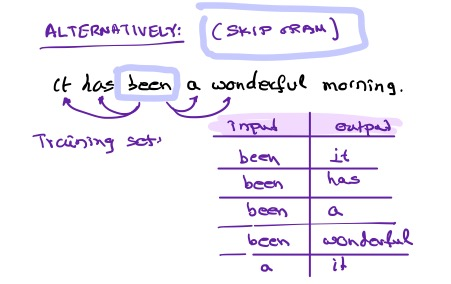 ALTERNATIVELY: (SKIP GRAM)
it has been a wonderful morning.
Training set:
input output
been it
been has
been a
been wonderful
a it